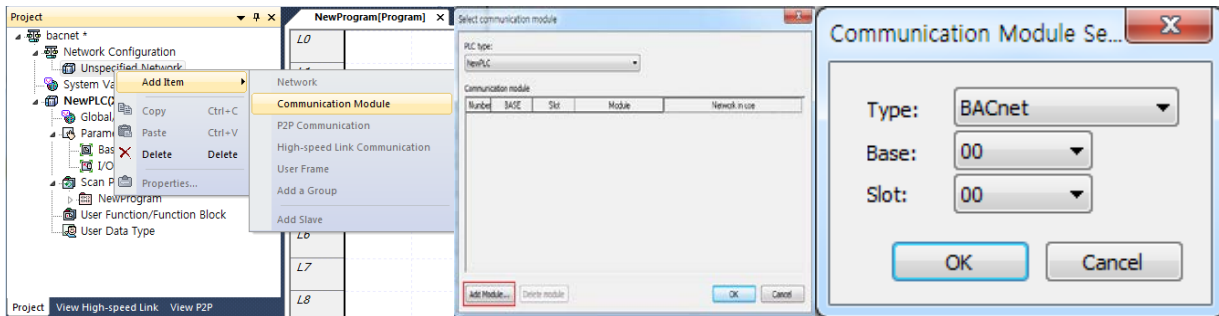 Project
bacnet *
Network Configuration
Unspecified Network
System Va
NewPLC(
Global/
Param
Bas
I/O
Scan P
NewProgram
User Function/Function Block
User Data Type
Project View High-speed Link View P2P
Add Item
Copy Ctrl+C
Paste Ctrl+V
Delete Delete
Properties...
Network
Communication Module
P2P Communication
High-speed Link Communication
User Frame
Add a Group
Add Slave
NewProgram[Program] ×
L0
L6
L7
L8
Select communication module
PLC type:
NewPLC
Communication module
Number BASE Slot Module Network in use
Add Module... Delete module OK Cancel
Communication Module Se...
Type: BACnet
Base: 00
Slot: 00
OK Cancel